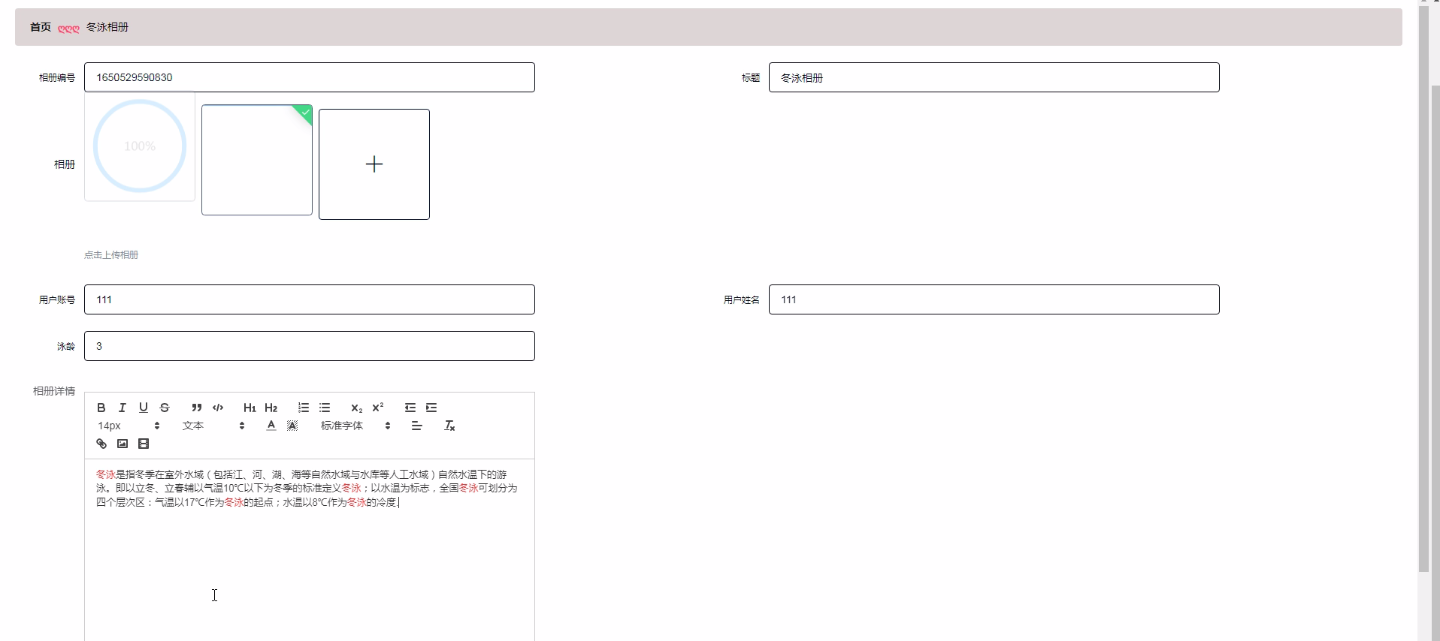 首页 ღღღ 冬泳相册
相册编号 1650529590830 标题 冬泳相册
100%
相册
点击上传相册
用户账号 111 用户姓名 111
泳龄 3
相册详情
B I U S H1 H2 X2 X2
14px 文本 A A 标准字体 Tx
冬泳是指冬季在室外水域（包括江、河、湖、海等自然水域与水库等人工水域）自然水温下的游
泳。即以立冬、立春辅以气温10℃以下为冬季的标准定义冬泳；以水温为标志，全国冬泳可划分为
四个层次区：气温以17℃作为冬泳的起点；水温以8℃作为冬泳的冷度